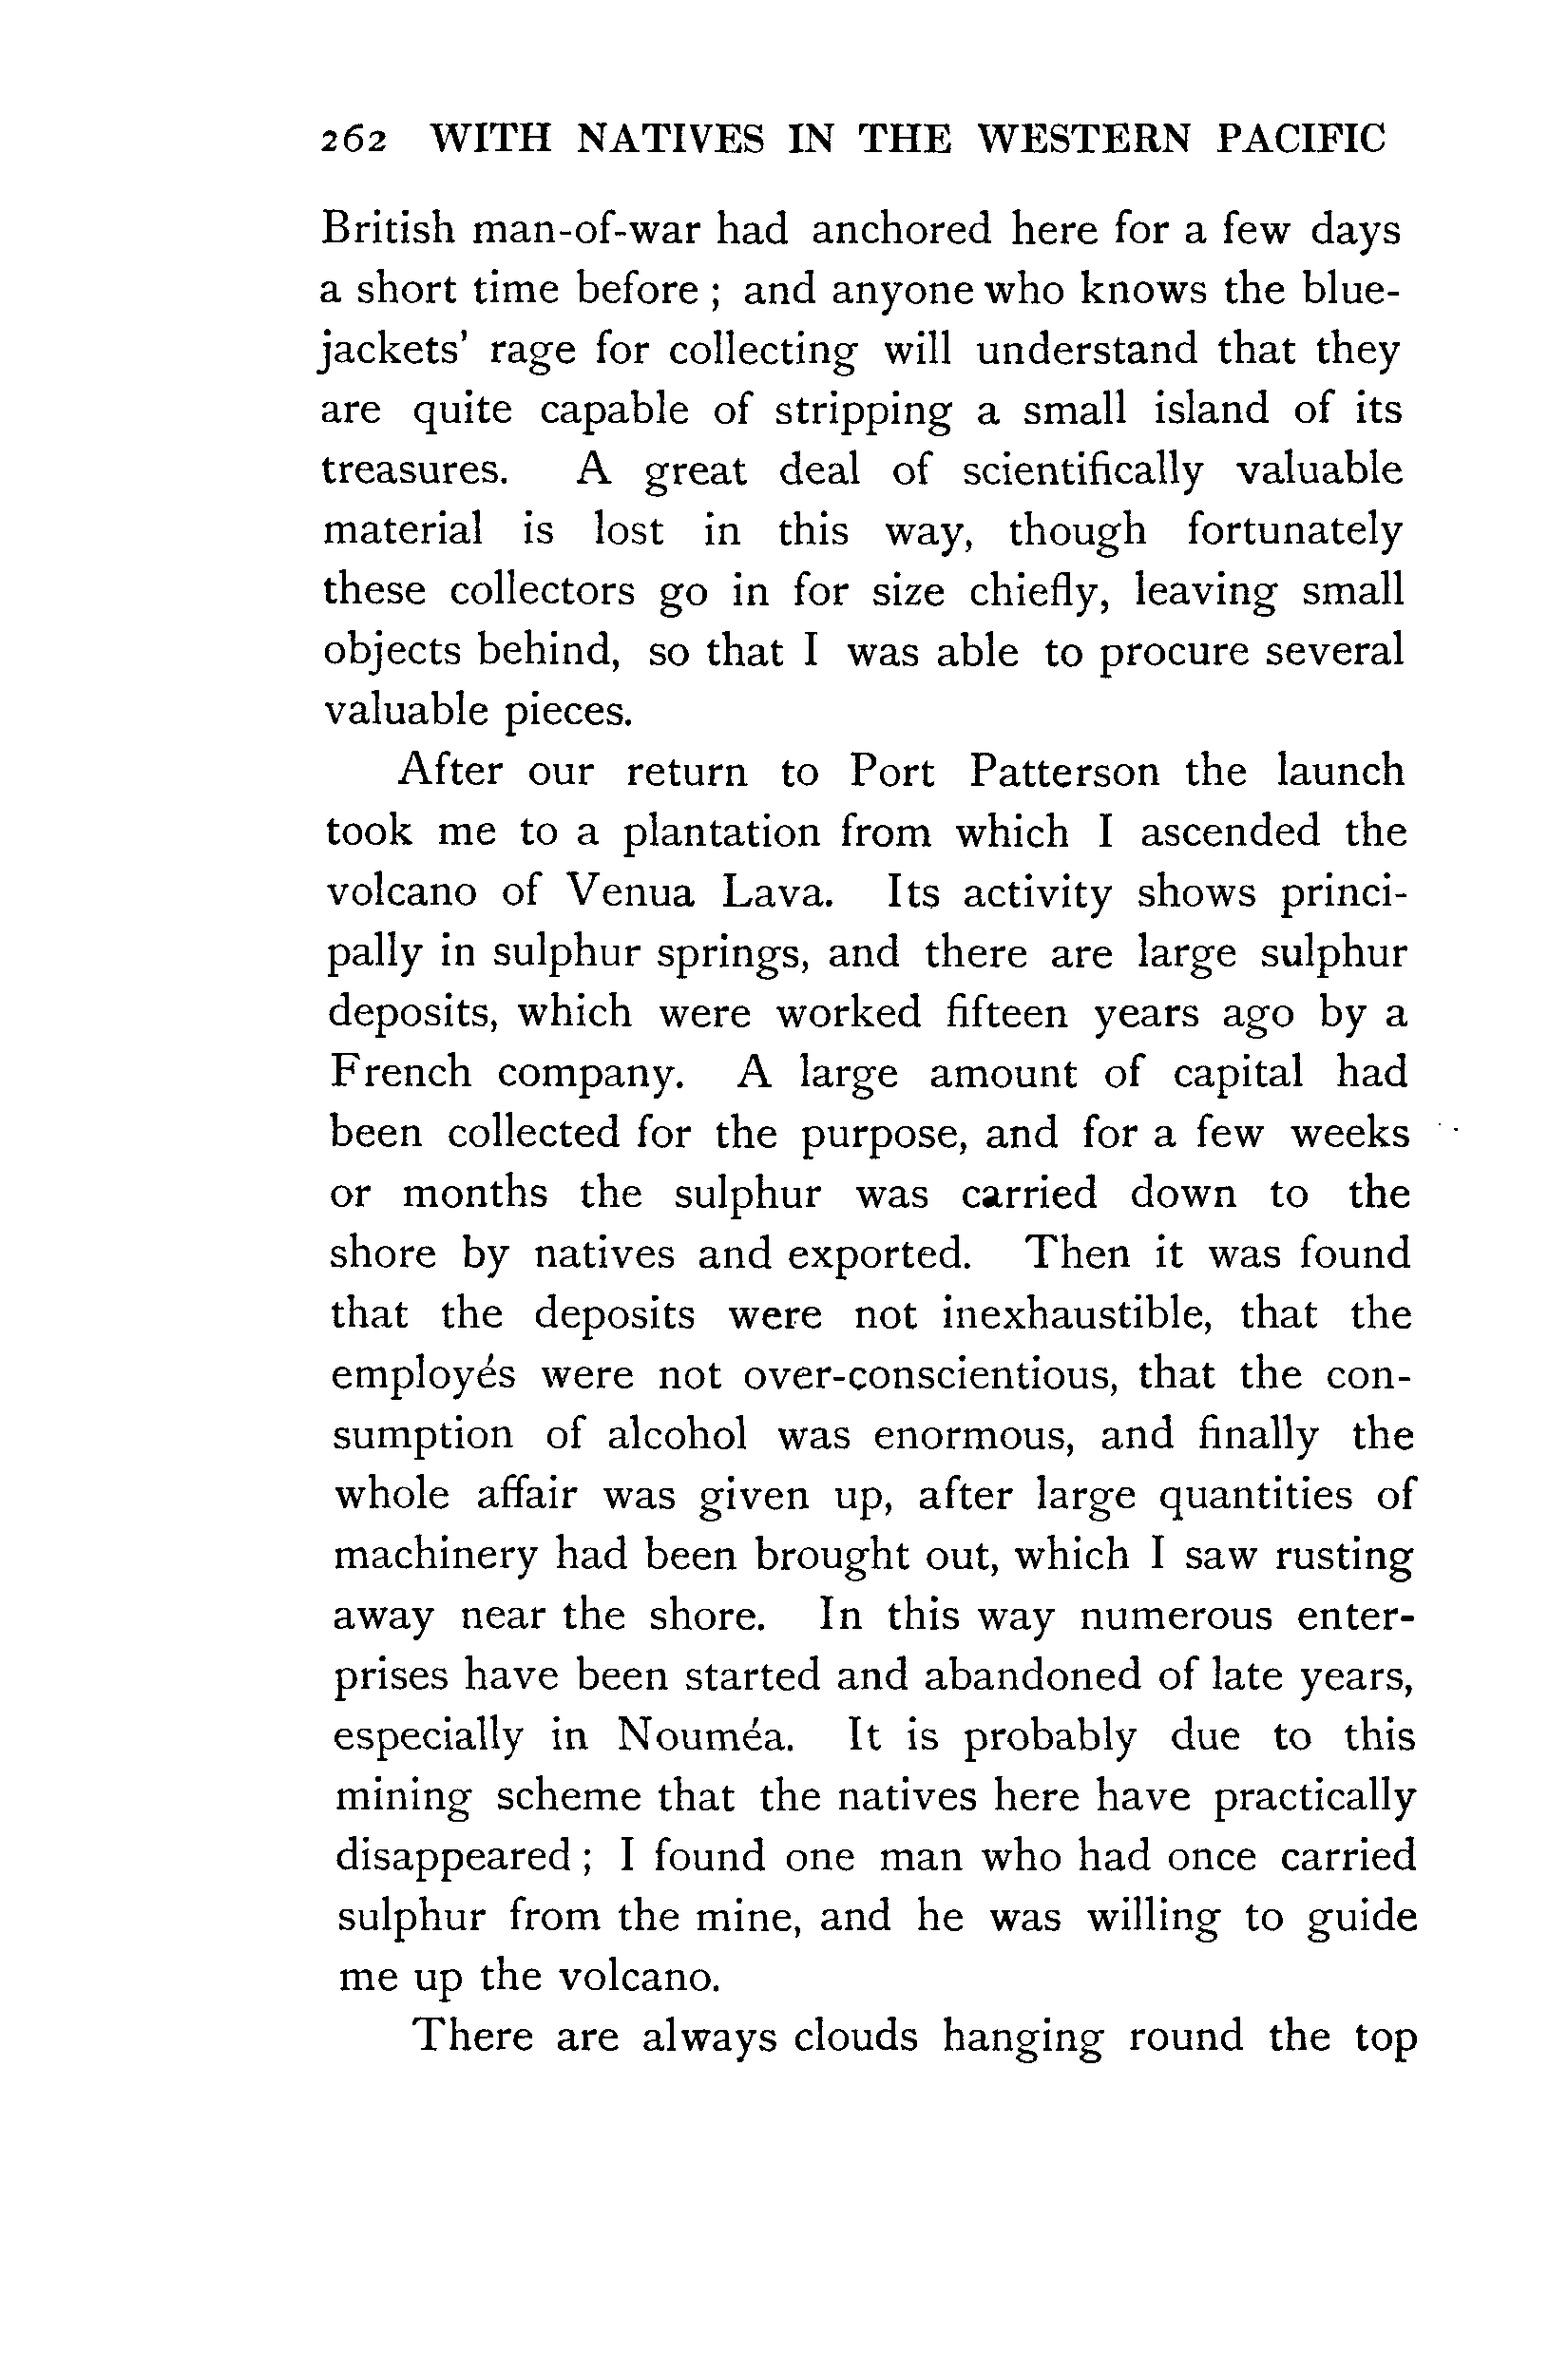 262 WITH NATIVES IN THE WESTERN PACIFIC
British man-of-war had anchored here for a few days
a short time before ; and anyone who knows the blue-
jackets' rage for collecting will understand that they
are quite capable of stripping a small island of its
treasures. A great deal of scientifically valuable
material is lost in this way, though fortunately
these collectors go in for size chiefly, leaving small
objects behind, so that I was able to procure several
valuable pieces.
After our return to Port Patterson the launch
took me to a plantation from which I ascended the
volcano of Venua Lava. Its activity shows princi-
pally in sulphur springs, and there are large sulphur
deposits, which were worked fifteen years ago by a
French company. A large amount of capital had
been collected for the purpose, and for a few weeks
or months the sulphur was carried down to the
shore by natives and exported. Then it was found
that the deposits were not inexhaustible, that the
employés were not over-conscientious, that the con-
sumption of alcohol was enormous, and finally the
whole affair was given up, after large quantities of
machinery had been brought out, which I saw rusting
away near the shore. In this way numerous enter-
prises have been started and abandoned of late years,
especially in Nouméa. It is probably due to this
mining scheme that the natives here have practically
disappeared ; I found one man who had once carried
sulphur from the mine, and he was willing to guide
me up the volcano.
There are always clouds hanging round the top